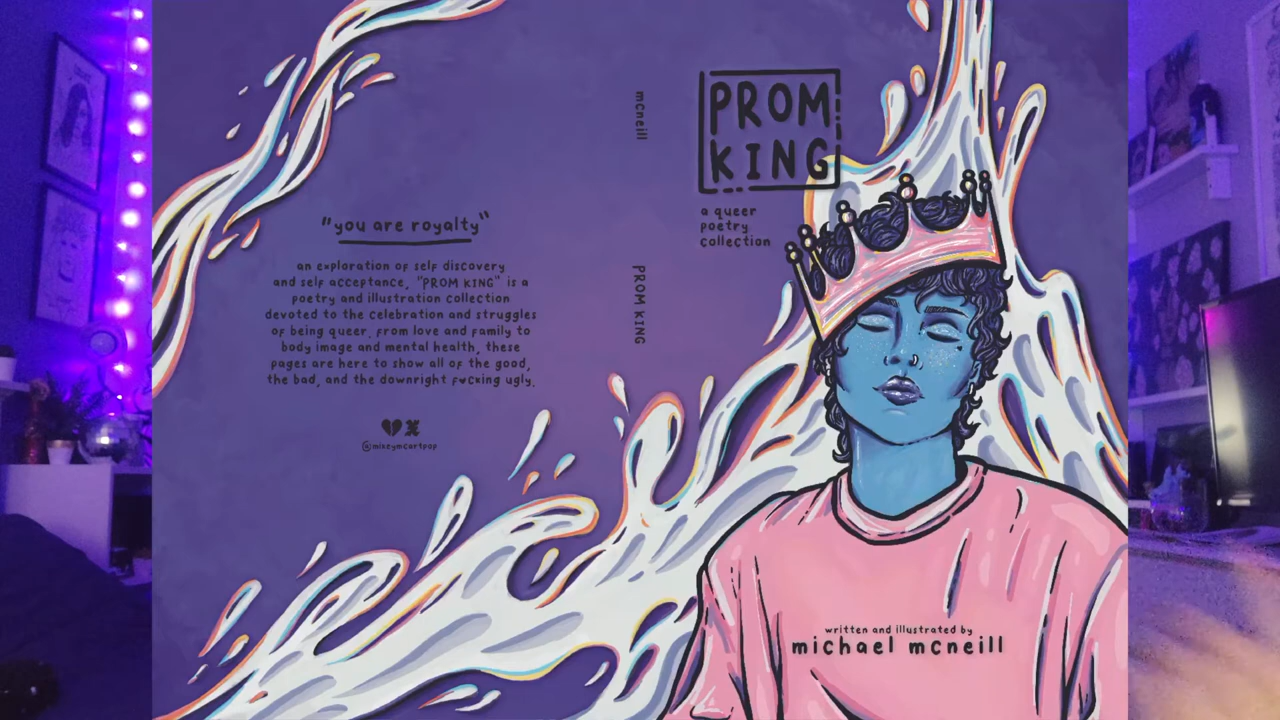 "you are royalty"
an exploration of self discovery
and self acceptance, "PROM KING" is a
poetry and illustration collection
devoted to the celebration and struggles
of being queer. from love and family to
body image and mental health, these
pages are here to show all of the good,
the bad, and the downright f*cking ugly.
@mikeymcartpop
mcneill
PROM KING
PROM
KING
a queer
poetry
collection
written and illustrated by
michael mcneill